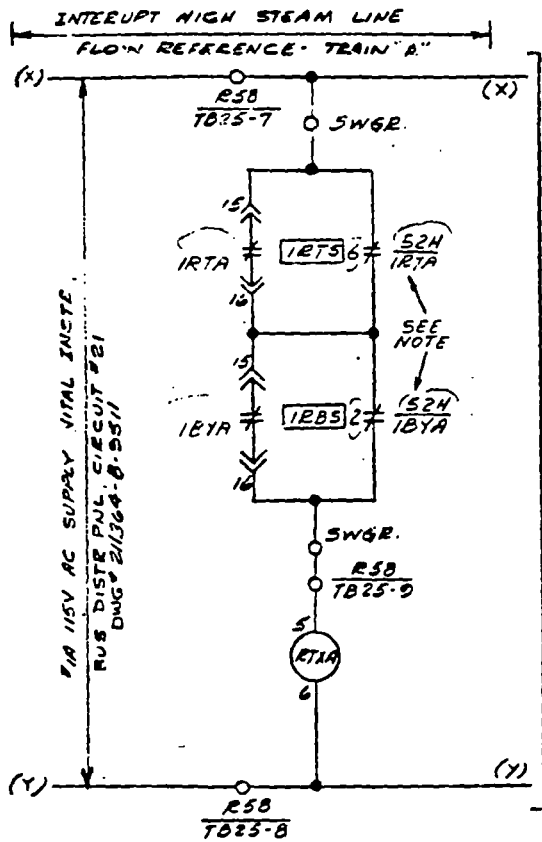 INTERUPT HIGH STEAM LINE
FLOW REFERENCE - TRAIN "A"
(X)
(X)
R58
TB25-7
SWGR.
15
1RTA
1RTS
6
52H
1RTA
16
SEE
NOTE
15
1BYA
1RBS
2
52H
1BYA
16
SWGR.
R58
TB25-9
5
RTXA
6
(Y)
(Y)
R58
TB25-8
#1A 115V AC SUPPLY VITAL INSTR.
BUS DISTR PNL. CIRCUIT #21
DWG# 211364-B-9511